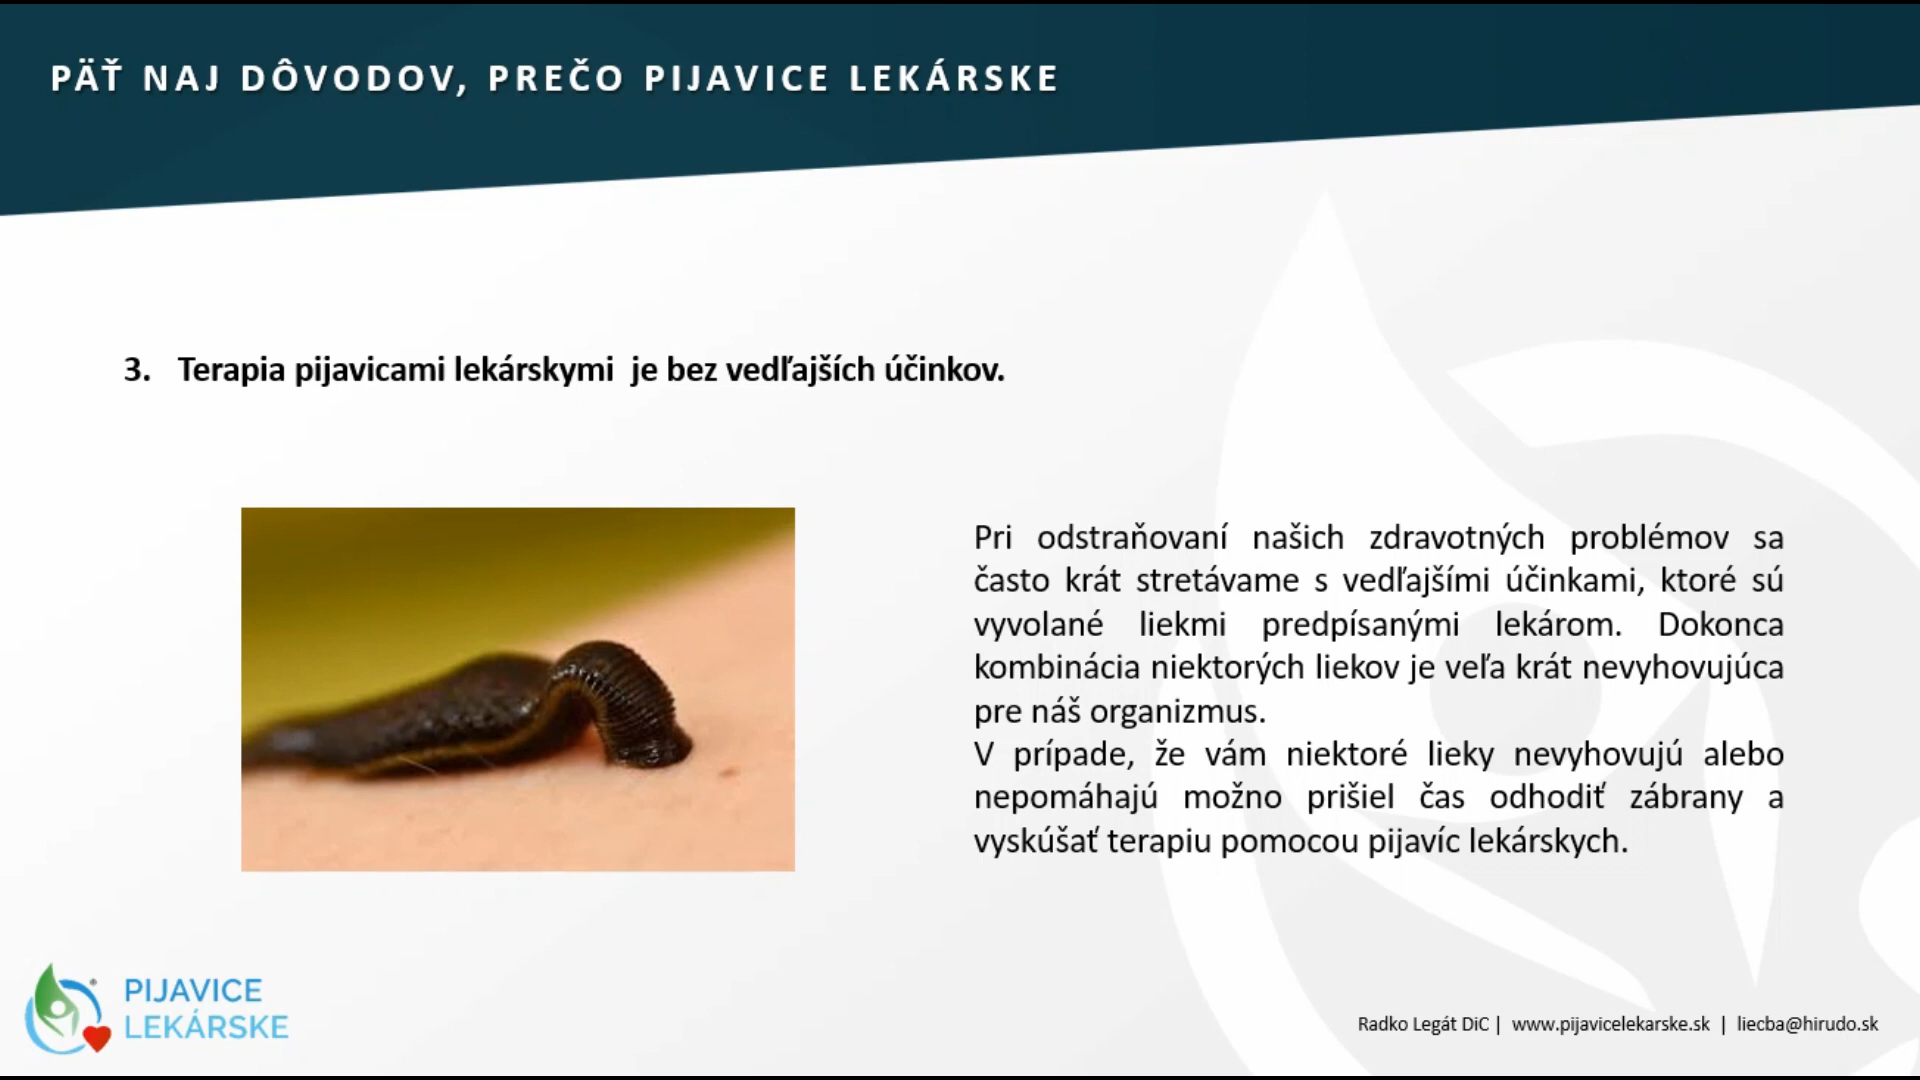 PÄŤ NAJ DÔVODOV, PREČO PIJAVICE LEKÁRSKE
3. Terapia pijavicami lekárskymi je bez vedľajších účinkov.
Pri odstraňovaní našich zdravotných problémov sa
často krát stretávame s vedľajšími účinkami, ktoré sú
vyvolané liekmi predpísanými lekárom. Dokonca
kombinácia niektorých liekov je veľa krát nevyhovujúca
pre náš organizmus.
V prípade, že vám niektoré lieky nevyhovujú alebo
nepomáhajú možno prišiel čas odhodiť zábrany a
vyskúšať terapiu pomocou pijavíc lekárskych.
PIJAVICE
LEKÁRSKE
Radko Legát DiC | www.pijavicelekarske.sk | liecba@hirudo.sk